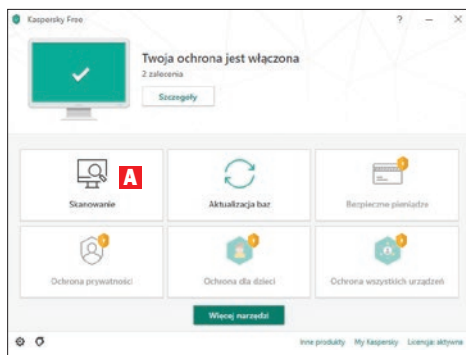 Kaspersky Free
?
Twoja ochrona jest włączona
2 zalecenia
Szczegóły
A
Skanowanie
Aktualizacja baz
Bezpieczne pieniądze
Ochrona prywatności
Ochrona dla dzieci
Ochrona wszystkich urządzeń
Więcej narzędzi
Inne produkty My Kaspersky Licencja: aktywna